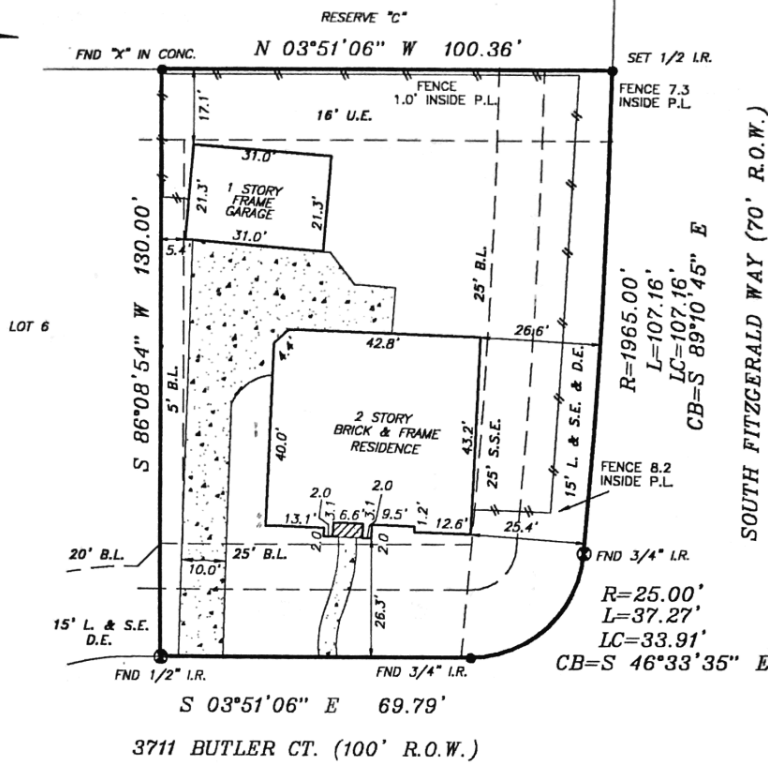 RESERVE "C"
FND "X" IN CONC.
N 03°51'06" W 100.36'
SET 1/2 I.R.
FENCE
1.0' INSIDE P.L.
FENCE 7.3
INSIDE P.L.
17.1'
16' U.E.
31.0'
21.3'
1 STORY
FRAME
GARAGE
21.3'
31.0'
5.4'
S 86°08'54" W 130.00'
LOT 6
5' B.L.
25' B.L.
26.6'
42.8'
4.4'
R=1965.00'
L=107.16'
LC=107.16'
CB=S 89°10'45" E
SOUTH FITZGERALD WAY (70' R.O.W.)
2 STORY
BRICK & FRAME
RESIDENCE
40.0'
43.2'
25' S.S.E.
15' L. & S.E. & D.E.
FENCE 8.2
INSIDE P.L.
2.0
2.0
13.1'
3.1
6.6'
3.1
9.5'
1.2'
12.6'
25.4'
2.0
2.0
20' B.L.
25' B.L.
10.0'
FND 3/4" I.R.
26.3'
15' L. & S.E.
D.E.
R=25.00'
L=37.27'
LC=33.91'
CB=S 46°33'35" E
FND 1/2" I.R.
FND 3/4" I.R.
S 03°51'06" E 69.79'
3711 BUTLER CT. (100' R.O.W.)